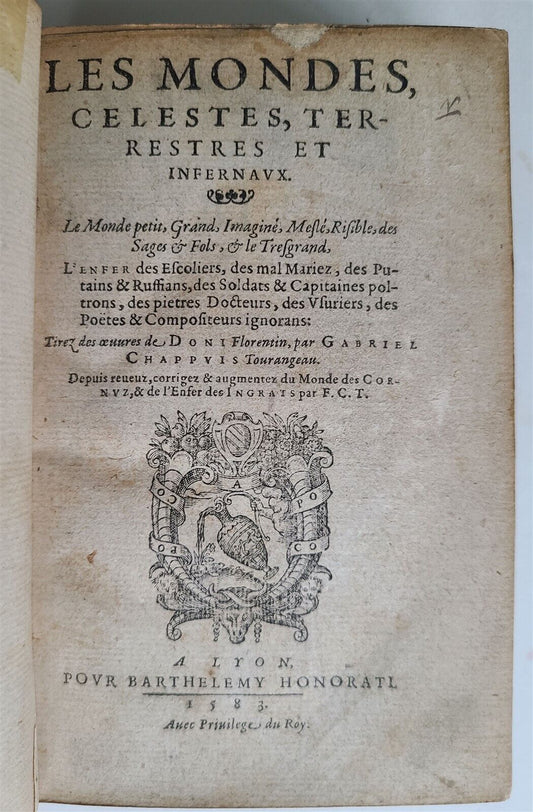 LES MONDES,
CELESTES, TER-
RESTRES ET
INFERNAVX.
Le Monde petit, Grand, Imaginé, Meslé, Risible, des
Sages & Fols, & le Tresgrand,
L'ENFER des Escoliers, des mal Mariez, des Pu-
tains & Ruffians, des Soldats & Capitaines pol-
trons, des pietres Docteurs, des Vsuriers, des
Poëtes & Compositeurs ignorans:
Tirez des œuures de DONI Florentin, par GABRIEL
CHAPPVIS Tourangeau.
Depuis reueuz, corrigez & augmentez du Monde des COR-
NVZ, & de l'Enfer des INGRATS par F. C. T.
A
POCO
POCO
A LYON,
POVR BARTHELEMY HONORATI.
1583.
Auec Priuilege du Roy.